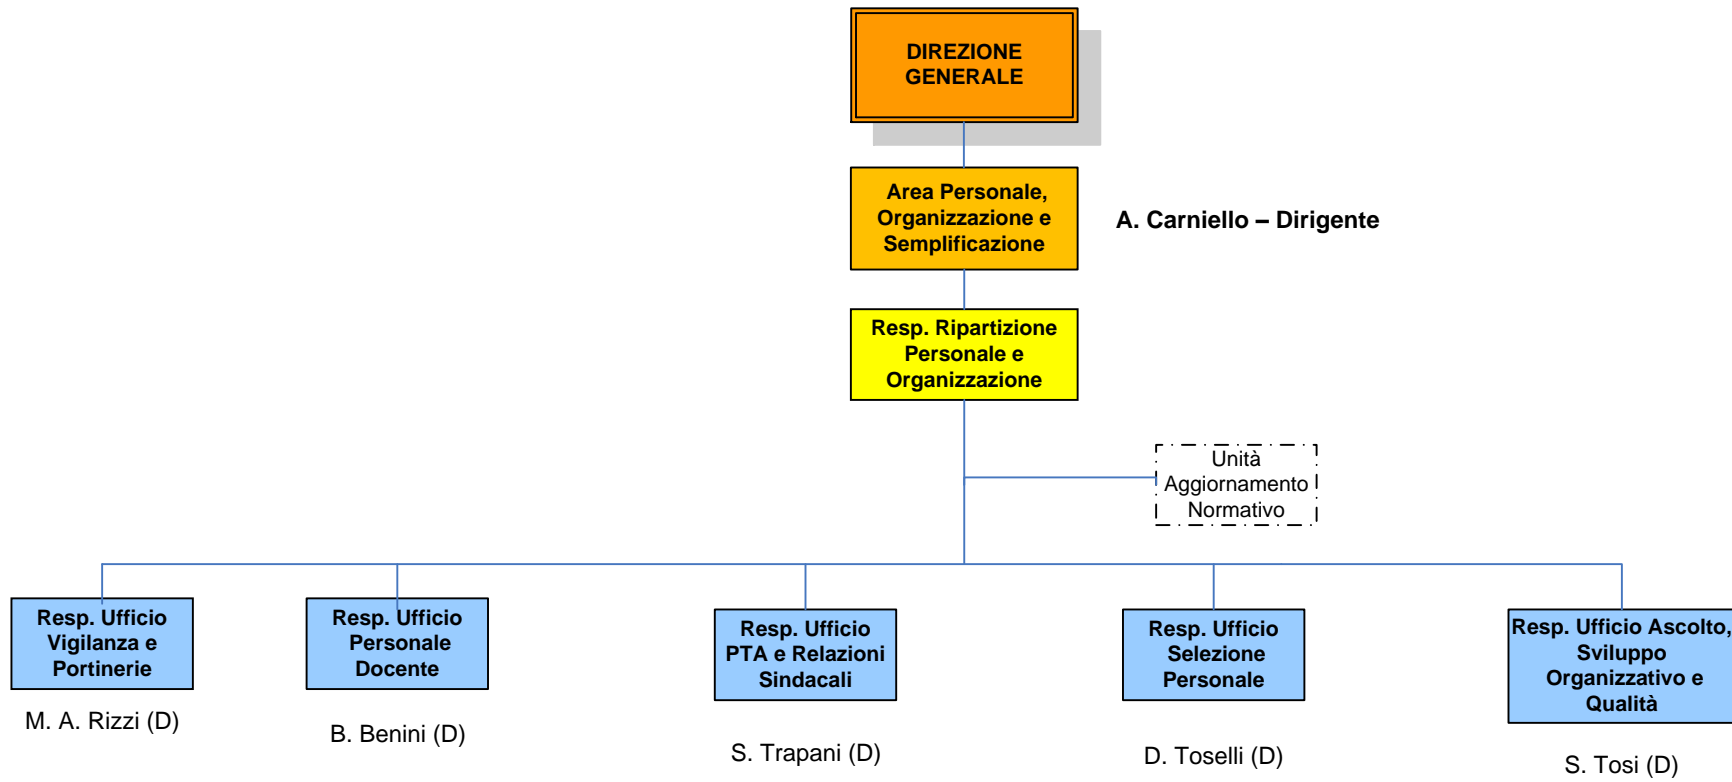 DIREZIONE
GENERALE
Area Personale,
Organizzazione e
Semplificazione
A. Carniello – Dirigente
Resp. Ripartizione
Personale e
Organizzazione
Unità
Aggiornamento
Normativo
Resp. Ufficio
Vigilanza e
Portinerie
M. A. Rizzi (D)
Resp. Ufficio
Personale
Docente
B. Benini (D)
Resp. Ufficio
PTA e Relazioni
Sindacali
S. Trapani (D)
Resp. Ufficio
Selezione
Personale
D. Toselli (D)
Resp. Ufficio Ascolto,
Sviluppo
Organizzativo e
Qualità
S. Tosi (D)